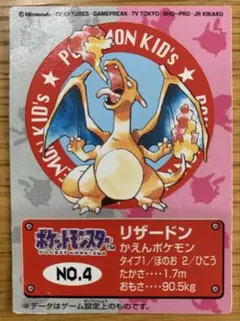 ©Nintendo・CREATURES・GAMEFREAK・TV TOKYO・SHO-PRO・JR KIKAKU
POKÉMON KID's
ポケットモンスター™
POCKET MONSTERS
NO.4
リザードン
かえんポケモン
タイプ1/ほのお 2/ひこう
たかさ‥‥1.7m
おもさ‥‥90.5kg
※データはゲーム設定上のものです。